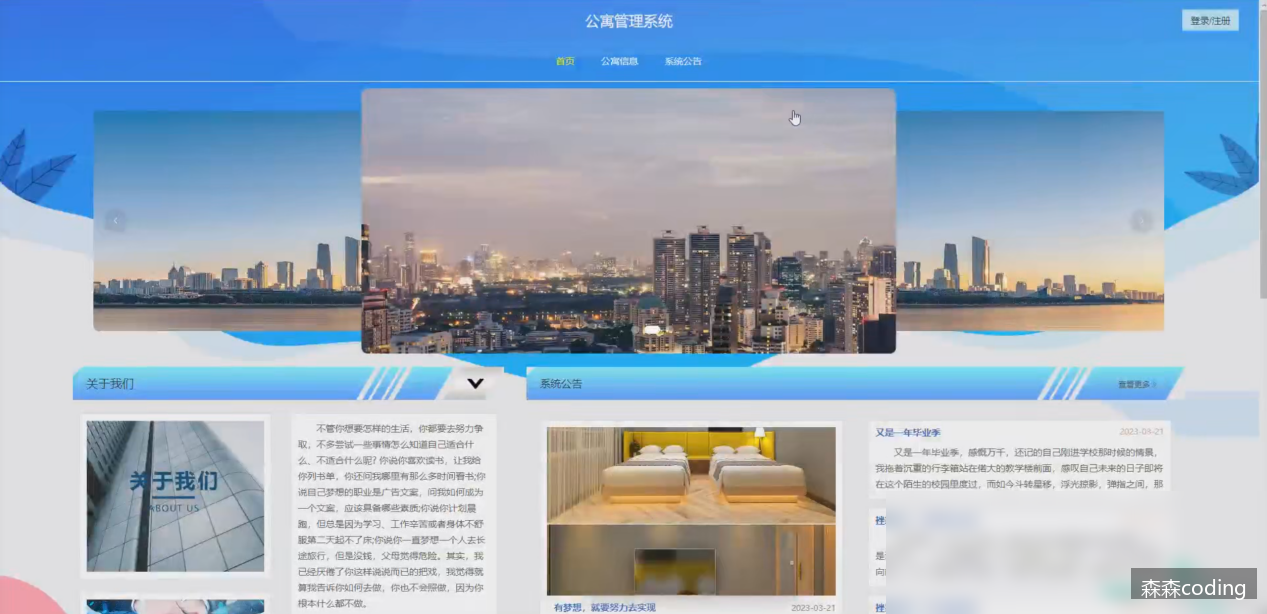 公寓管理系统
登录/注册
首页
公寓信息
系统公告
关于我们
系统公告
查看更多
关于我们
ABOUT US
不管你想要怎样的生活，你都要去努力争
取，不多尝试一些事情怎么知道自己适合什
么、不适合什么呢？你说你喜欢读书，让我给
你列书单，你还问我哪里有那么多时间看书;你
说自己梦想的职业是广告文案，问我如何成为
一个文案，应该具备哪些素质;你说你计划晨
跑，但总是因为学习、工作辛苦或者身体不舒
服第二天起不了床;你说你一直梦想一个人去长
途旅行，但是没钱，父母觉得危险。其实，我
已经厌倦了你这样说说而已的把戏，我觉得就
算我告诉你如何去做，你也不会照做，因为你
根本什么都不做。
有梦想，就要努力去实现
2023-03-21
又是一年毕业季
2023-03-21
又是一年毕业季，感慨万千，还记的自己刚进学校那时候的情景，
我拖着沉重的行李箱站在偌大的教学楼前面，感叹自己未来的日子即将
在这个陌生的校园里度过，而如今斗转星移，浮光掠影，弹指之间，那
挫
是
向
挫
森森coding